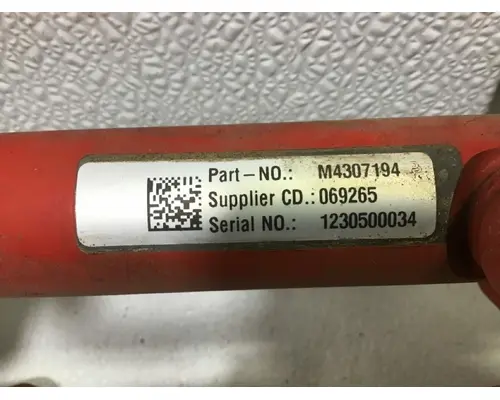 Part-NO.: M4307194
Supplier CD.: 069265
Serial NO.: 1230500034